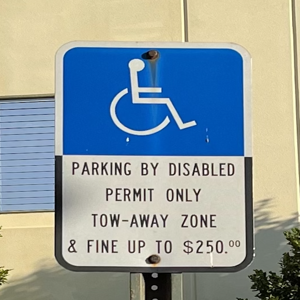 PARKING BY DISABLED
PERMIT ONLY
TOW-AWAY ZONE
& FINE UP TO $250.00